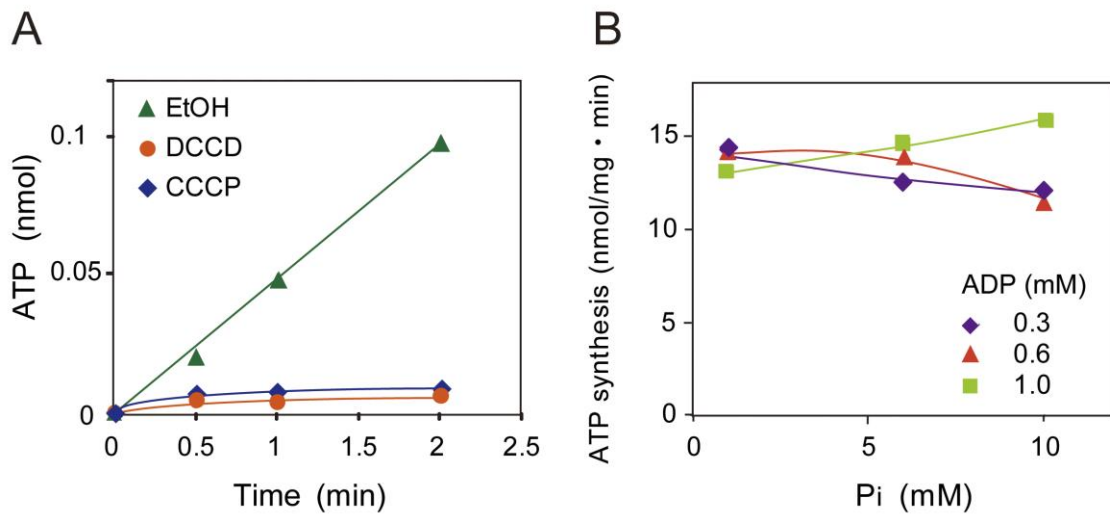 A
ATP (nmol)
0.1
0.05
0
EtOH
DCCD
CCCP
0 0.5 1 1.5 2 2.5
Time (min)
B
ATP synthesis (nmol/mg • min)
15
10
5
0
ADP (mM)
0.3
0.6
1.0
0 5 10
Pi (mM)